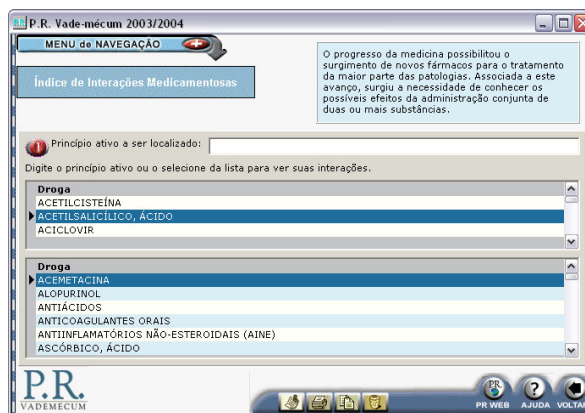 P.R. Vade-mécum 2003/2004
MENU de NAVEGAÇÃO
Índice de Interações Medicamentosas
O progresso da medicina possibilitou o
surgimento de novos fármacos para o tratamento
da maior parte das patologias. Associada a este
avanço, surgiu a necessidade de conhecer os
possíveis efeitos da administração conjunta de
duas ou mais substâncias.
Princípio ativo a ser localizado:
Digite o princípio ativo ou o selecione da lista para ver suas interações.
Droga
ACETILCISTEÍNA
ACETILSALICÍLICO, ÁCIDO
ACICLOVIR
Droga
ACEMETACINA
ALOPURINOL
ANTIÁCIDOS
ANTICOAGULANTES ORAIS
ANTIINFLAMATÓRIOS NÃO-ESTEROIDAIS (AINE)
ASCÓRBICO, ÁCIDO
P.R.
VADEMECUM
PR WEB AJUDA VOLTAR